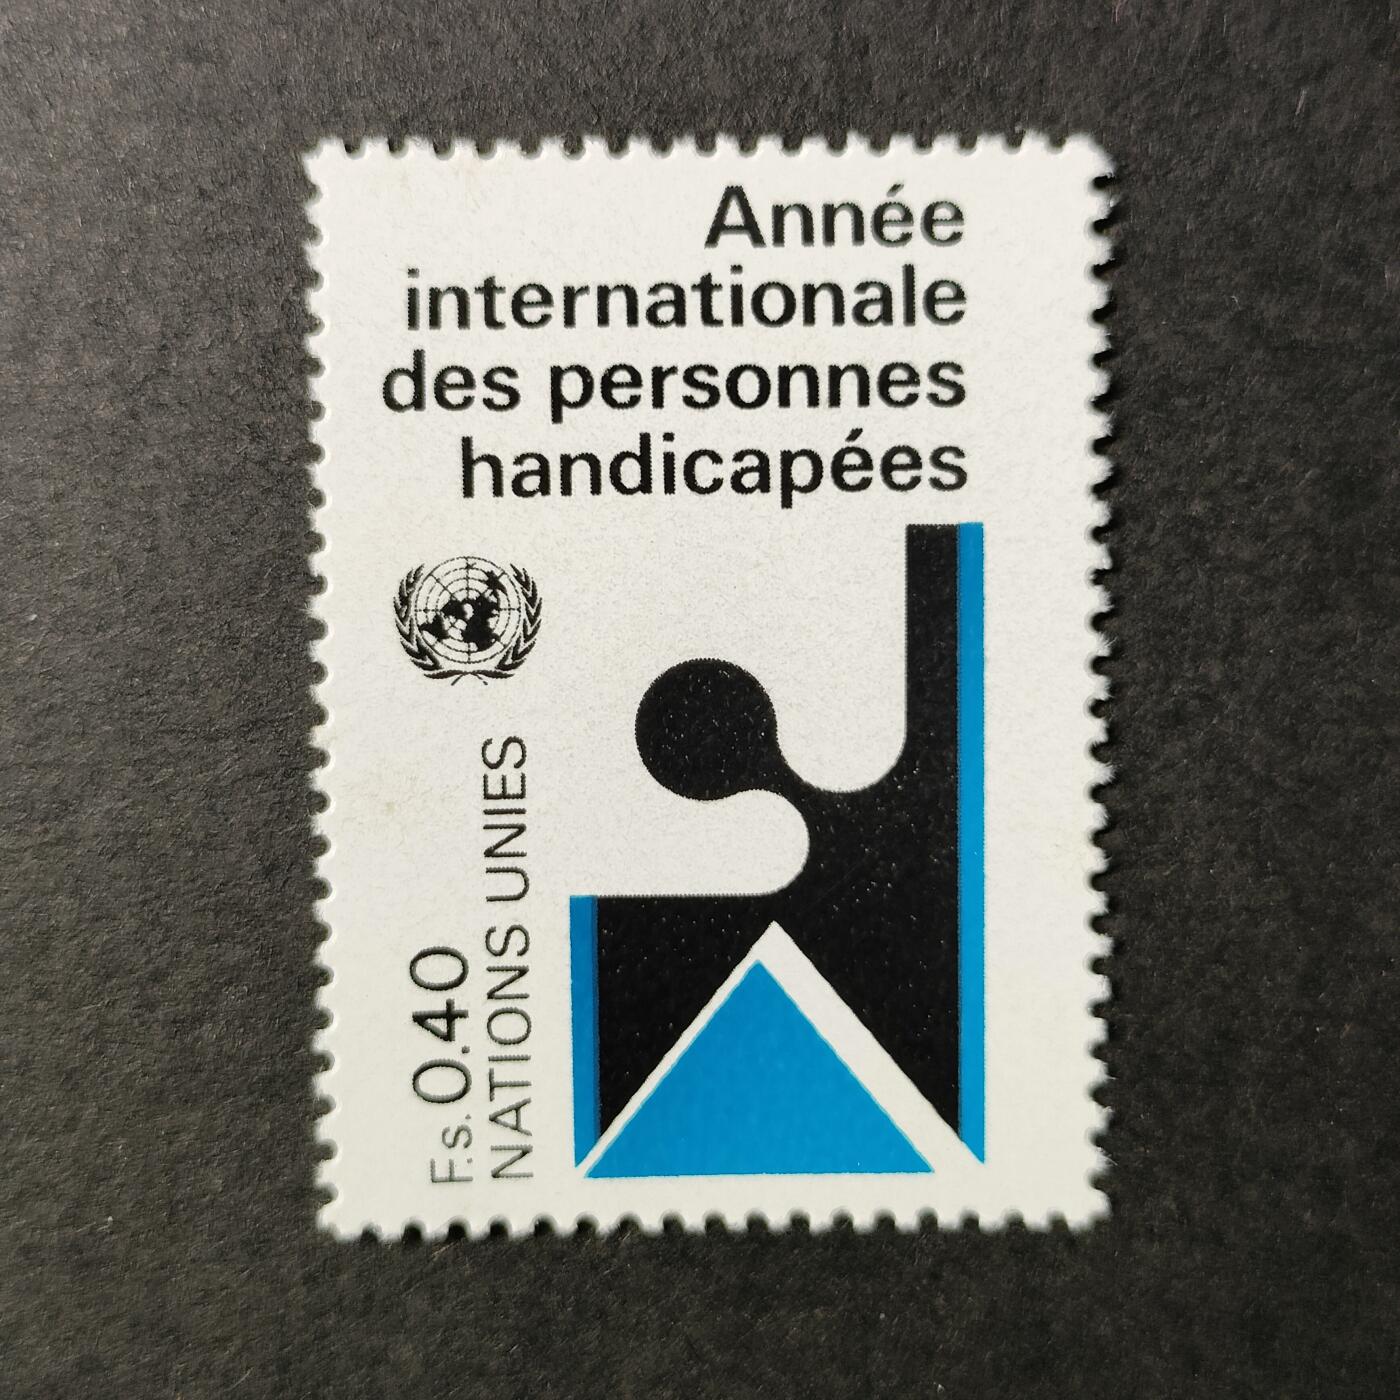 Année
internationale
des personnes
handicapées
F.s. 0.40
NATIONS UNIES